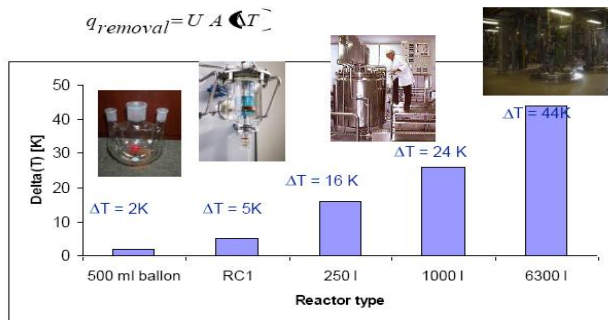 q removal = U A ΔT
50
40
30
20
10
0
Delta(T) [K]
ΔT = 2K
ΔT = 5K
ΔT = 16 K
ΔT = 24 K
ΔT = 44K
500 ml ballon
RC1
250 l
1000 l
6300 l
Reactor type